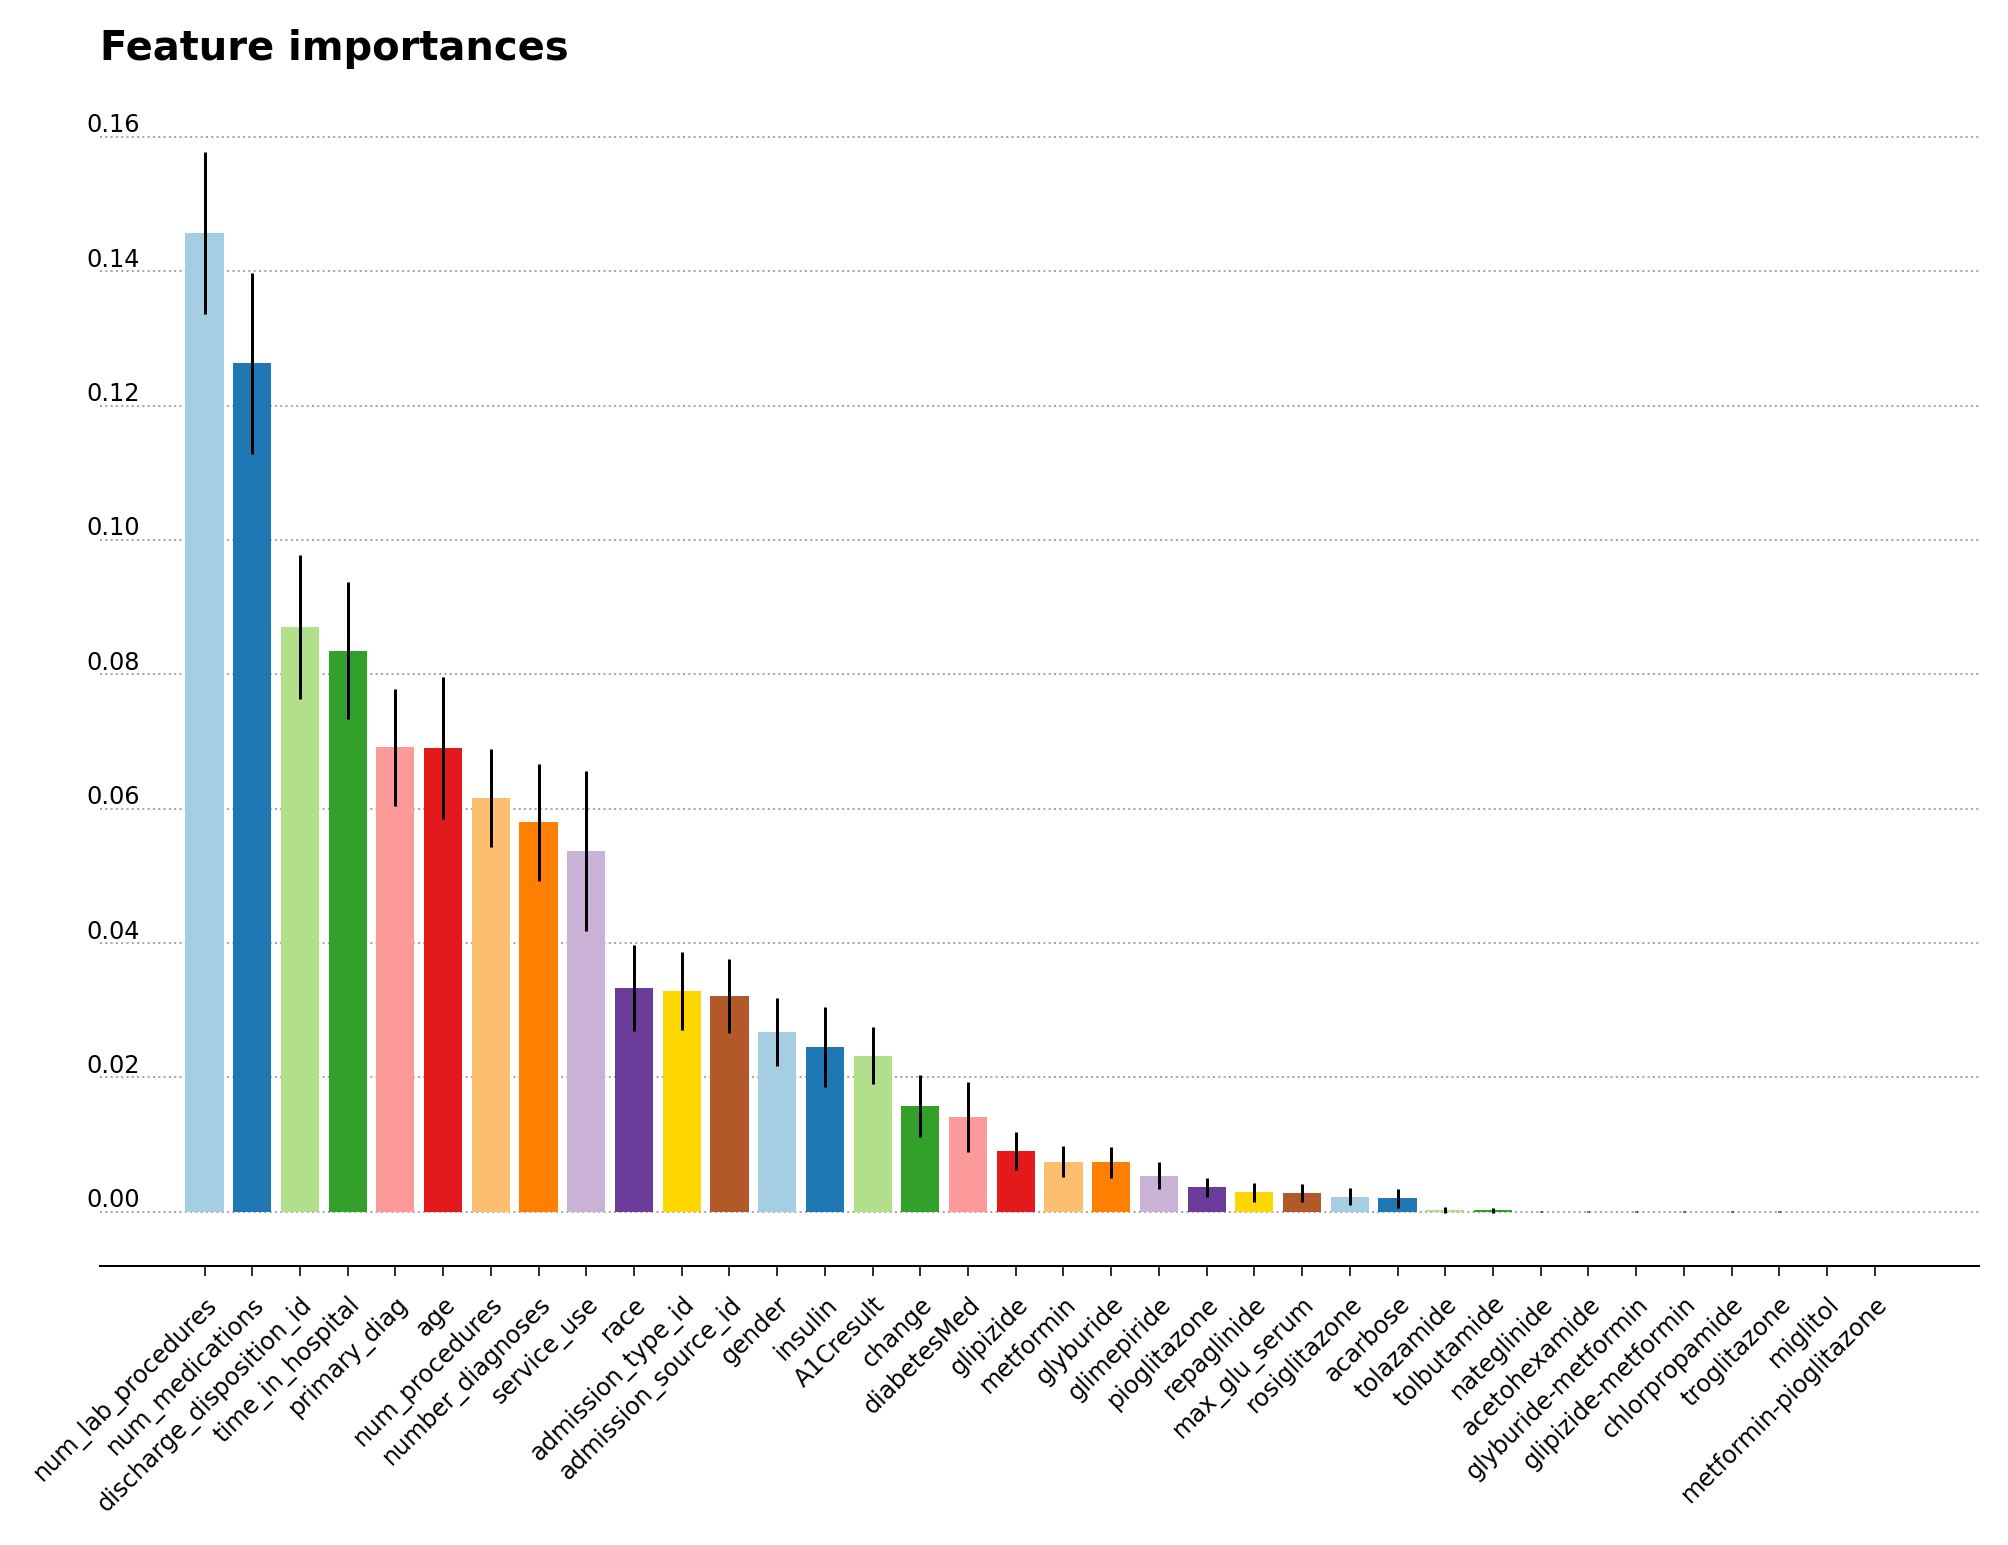 Feature importances
0.16
0.14
0.12
0.10
0.08
0.06
0.04
0.02
0.00
num_lab_procedures
num_medications
discharge_disposition_id
time_in_hospital
primary_diag
age
num_procedures
number_diagnoses
service_use
race
admission_type_id
admission_source_id
gender
insulin
A1Cresult
change
diabetesMed
glipizide
metformin
glyburide
glimepiride
pioglitazone
repaglinide
max_glu_serum
rosiglitazone
acarbose
tolazamide
tolbutamide
nateglinide
acetohexamide
glyburide-metformin
glipizide-metformin
chlorpropamide
troglitazone
miglitol
metformin-pioglitazone